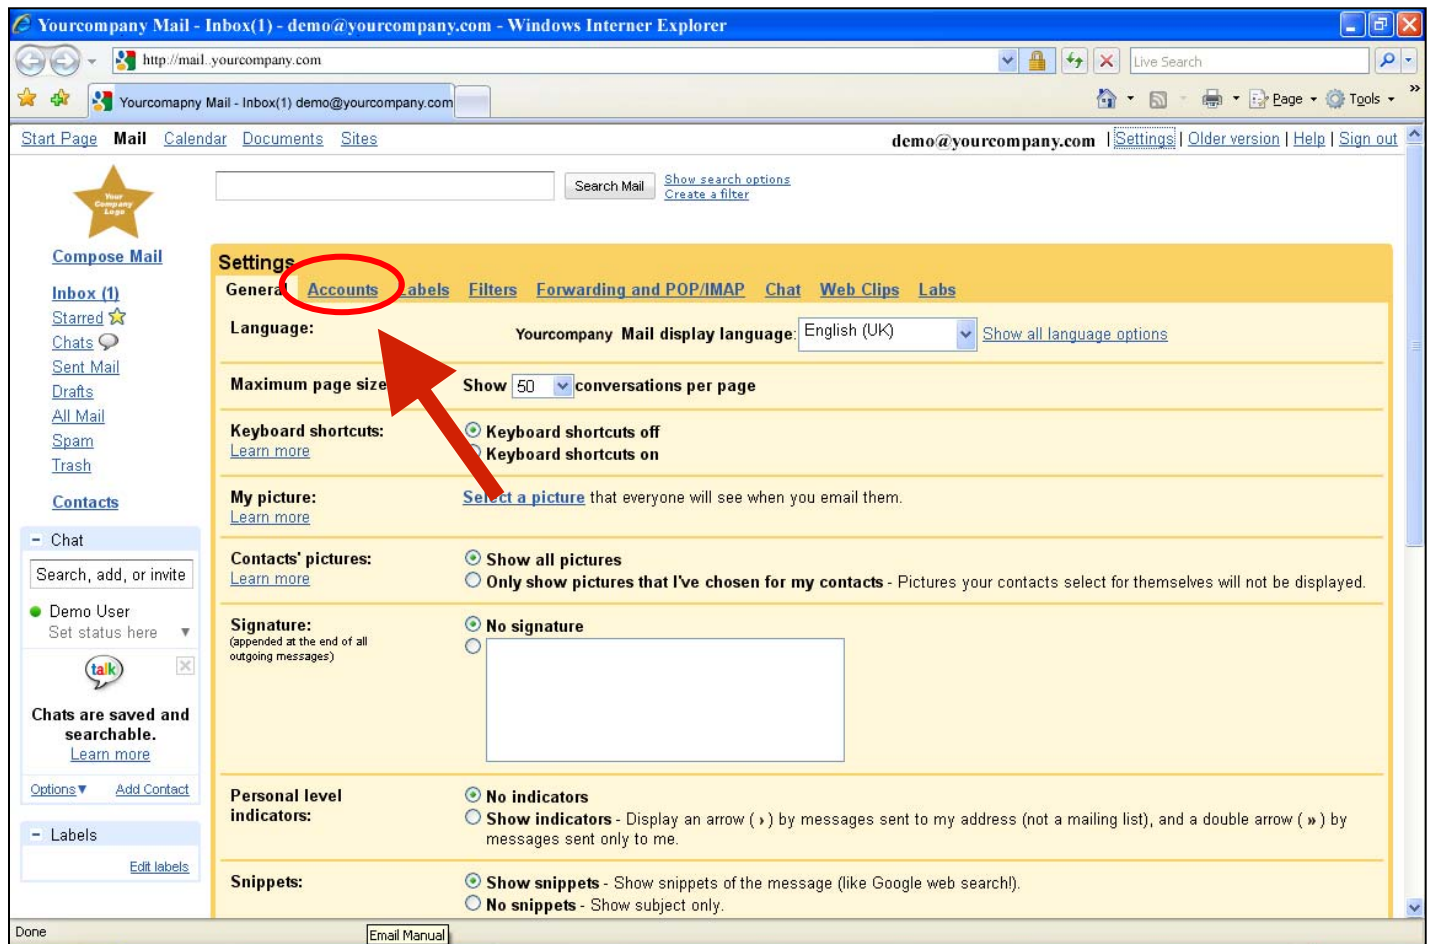 Yourcompany Mail - Inbox(1) - demo@yourcompany.com - Windows Internet Explorer
http://mail..yourcompany.com
Live Search
Yourcomapny Mail - Inbox(1) demo@yourcompany.com
Page
Tools
»
Start Page Mail Calendar Documents Sites
demo@yourcompany.com | Settings | Older version | Help | Sign out
Your
Company
Logo
Search Mail
Show search options
Create a filter
Compose Mail
Inbox (1)
Starred
Chats
Sent Mail
Drafts
All Mail
Spam
Trash
Contacts
− Chat
Search, add, or invite
Demo User
Set status here
talk
Chats are saved and
searchable.
Learn more
Options Add Contact
− Labels
Edit labels
Settings
General Accounts Labels Filters Forwarding and POP/IMAP Chat Web Clips Labs
Language:
Yourcompany Mail display language: English (UK) Show all language options
Maximum page size
Show 50 conversations per page
Keyboard shortcuts:
Learn more
Keyboard shortcuts off
Keyboard shortcuts on
My picture:
Learn more
Select a picture that everyone will see when you email them.
Contacts' pictures:
Learn more
Show all pictures
Only show pictures that I've chosen for my contacts - Pictures your contacts select for themselves will not be displayed.
Signature:
(appended at the end of all
outgoing messages)
No signature
Personal level
indicators:
No indicators
Show indicators - Display an arrow ( › ) by messages sent to my address (not a mailing list), and a double arrow ( » ) by
messages sent only to me.
Snippets:
Show snippets - Show snippets of the message (like Google web search!).
No snippets - Show subject only.
Done
Email Manual